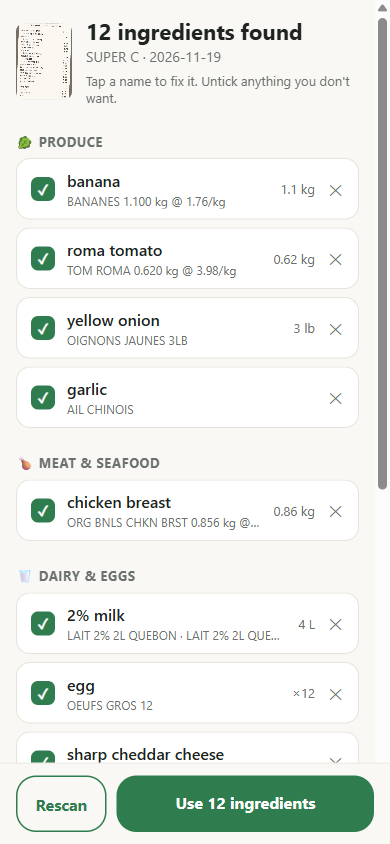 12 ingredients found
SUPER C · 2026-11-19
Tap a name to fix it. Untick anything you don't
want.
PRODUCE
banana
BANANES 1.100 kg @ 1.76/kg
1.1 kg
roma tomato
TOM ROMA 0.620 kg @ 3.98/kg
0.62 kg
yellow onion
OIGNONS JAUNES 3LB
3 lb
garlic
AIL CHINOIS
MEAT & SEAFOOD
chicken breast
ORG BNLS CHKN BRST 0.856 kg @...
0.86 kg
DAIRY & EGGS
2% milk
LAIT 2% 2L QUEBON · LAIT 2% 2L QUE...
4 L
egg
OEUFS GROS 12
×12
sharp cheddar cheese
Rescan
Use 12 ingredients